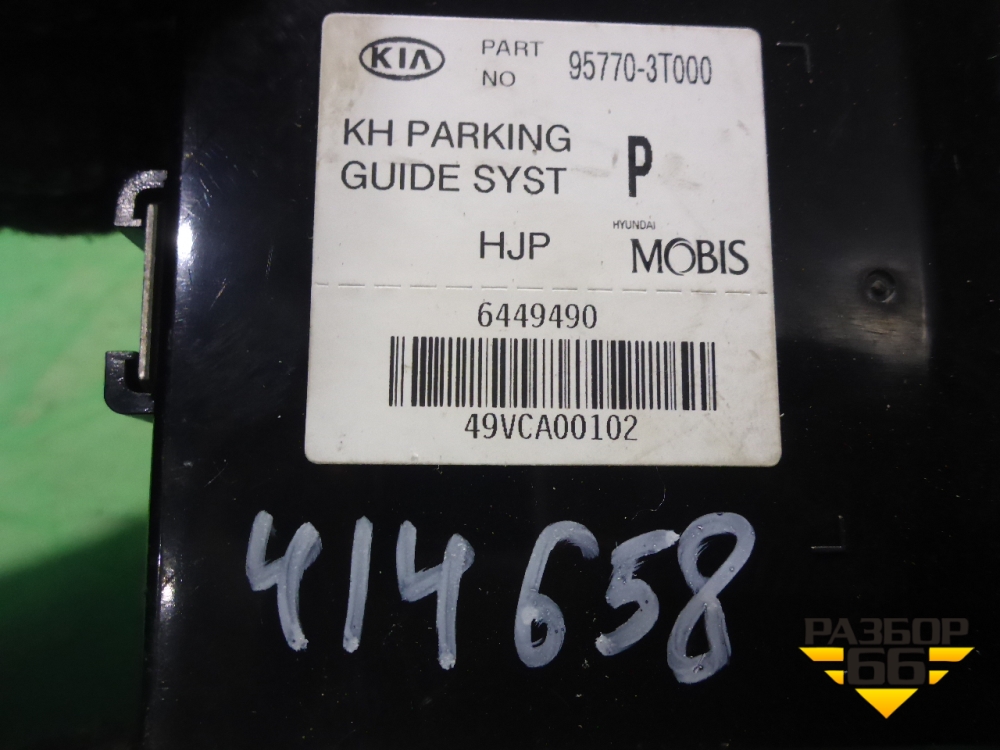 KIA PART NO 95770-3T000
KH PARKING
GUIDE SYST P
HYUNDAI
HJP MOBIS
6449490
49VCA00102
414658
РАЗБОР
66